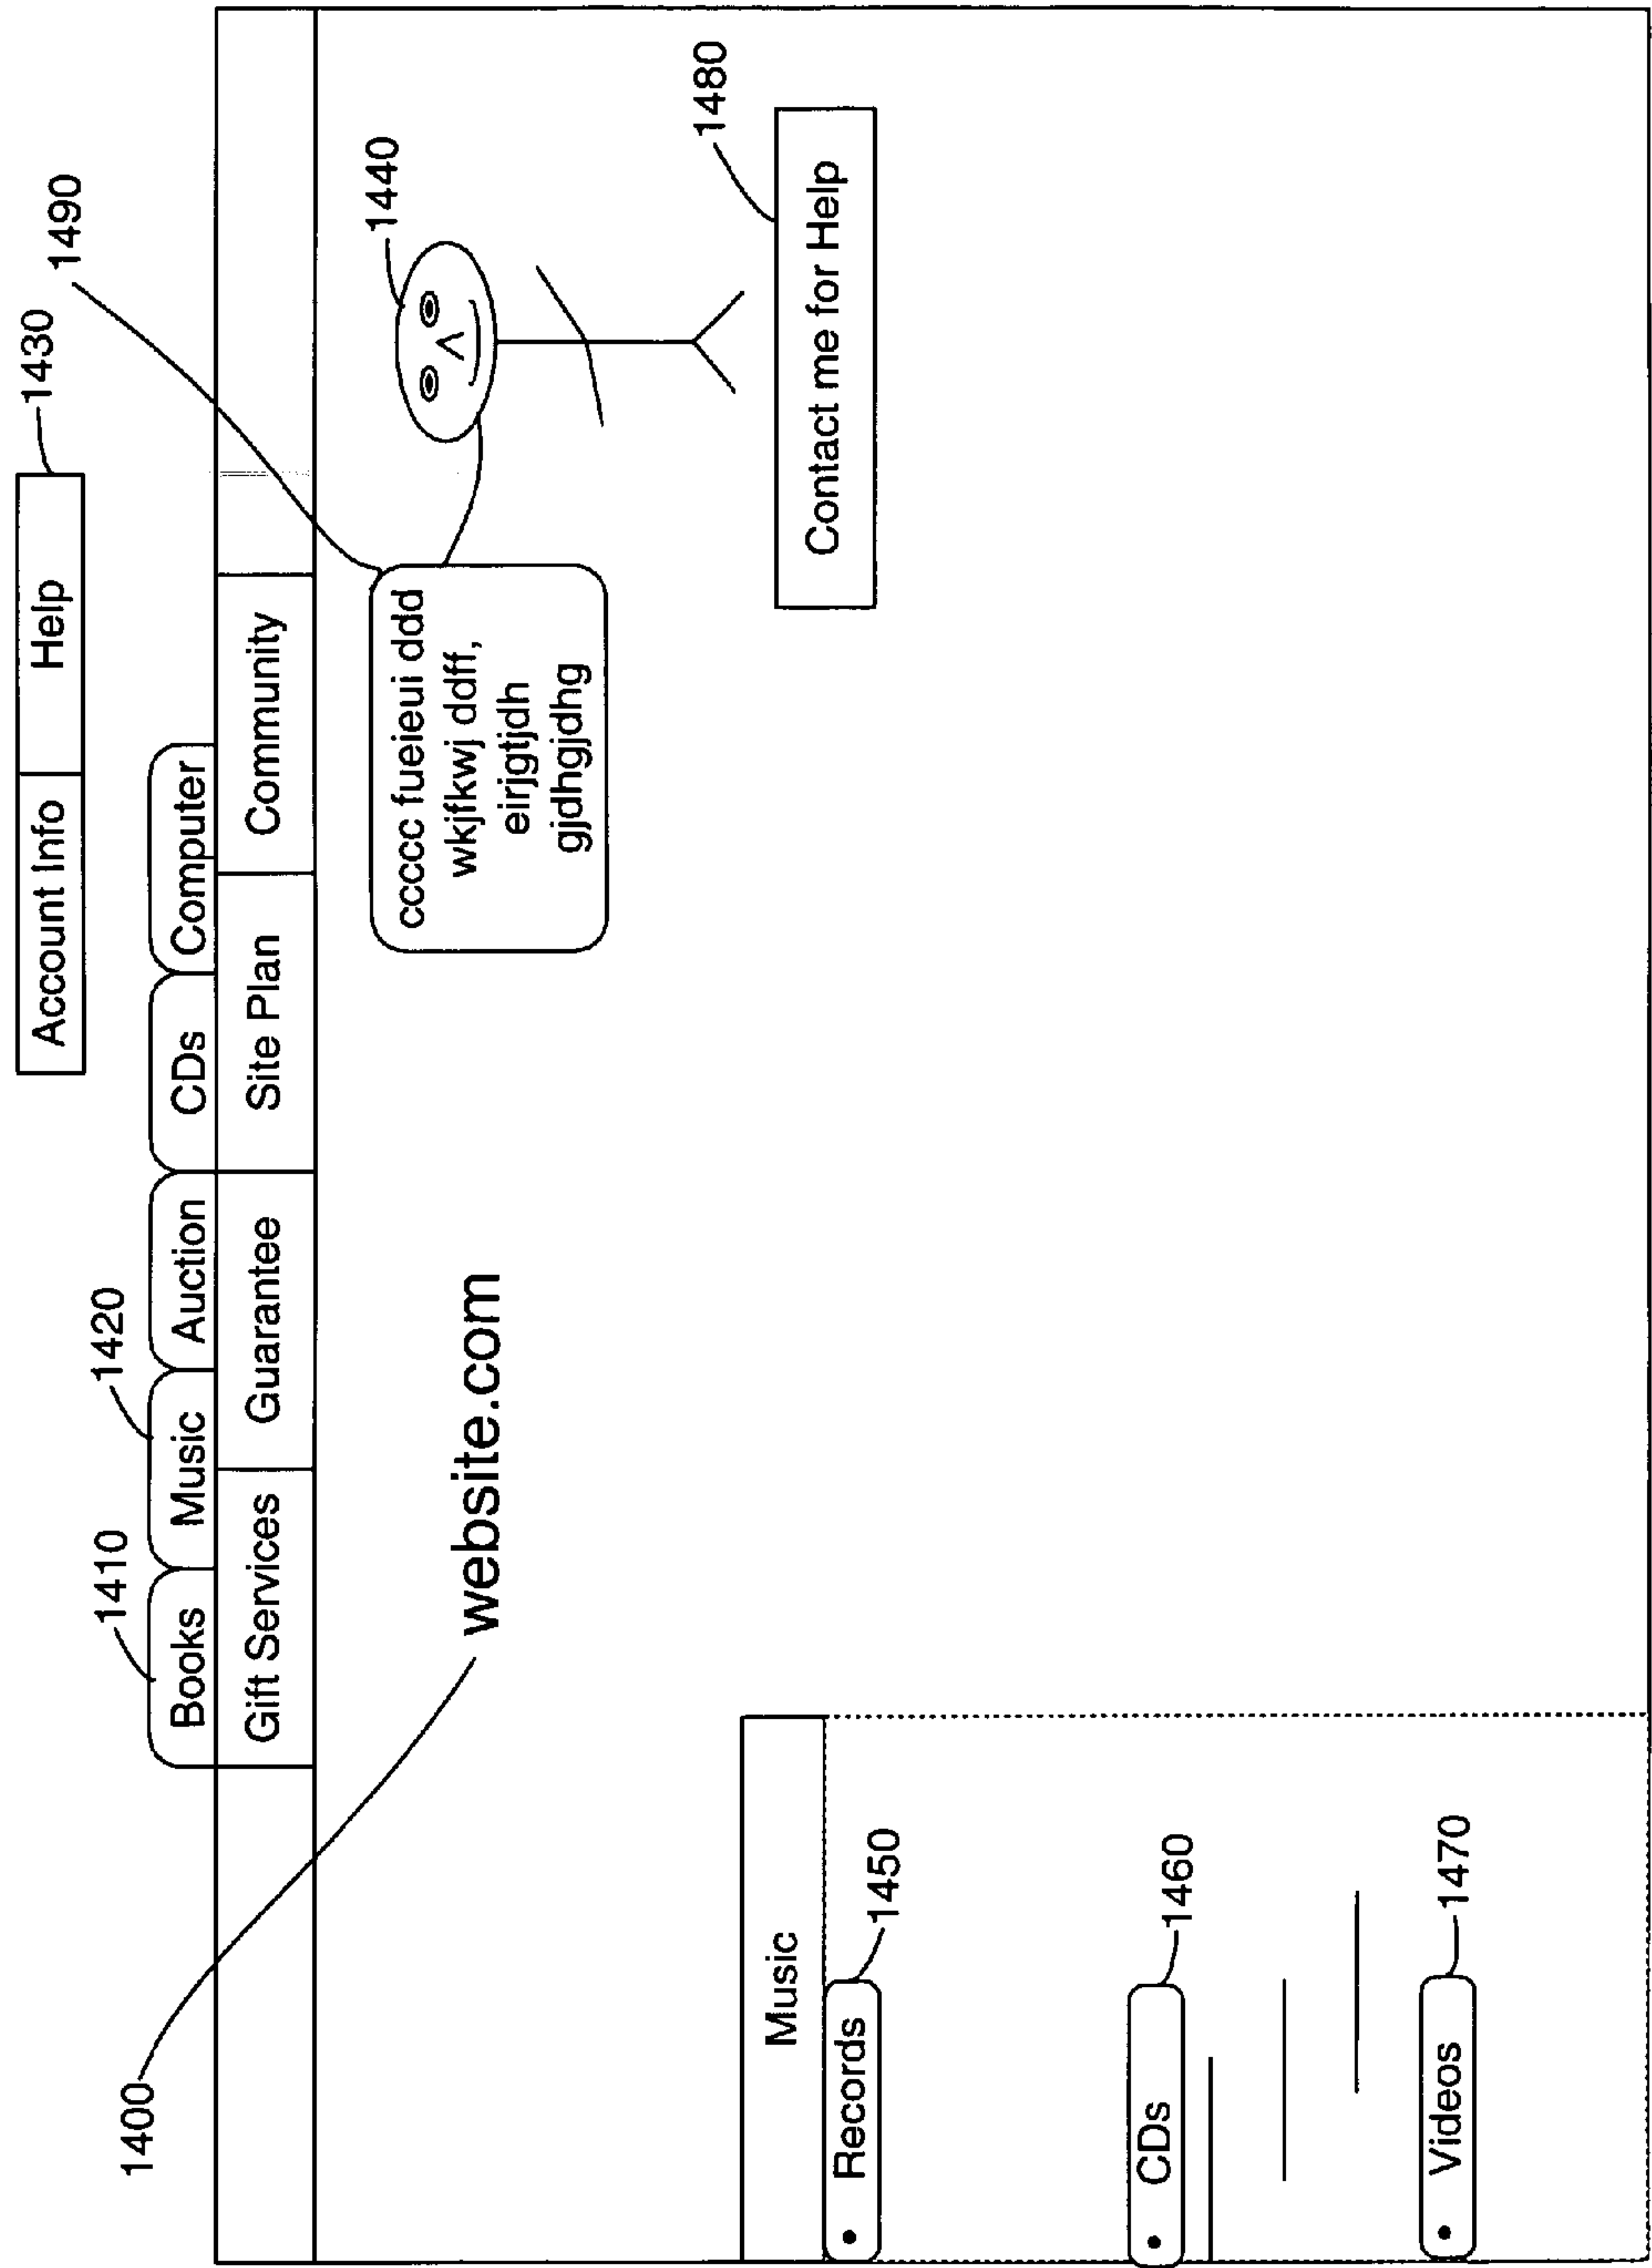 Account Info Help 1430
1490
1410 1420
Books Music Auction CDs Computer
Gift Services Guarantee Site Plan Community
1400
website.com
1440
ccccc fueieui ddd
wkjfkwj ddff,
eirjgtjdh
gjdhgjdhg
1480
Contact me for Help
Music
• Records 1450
• CDs 1460
• Videos 1470